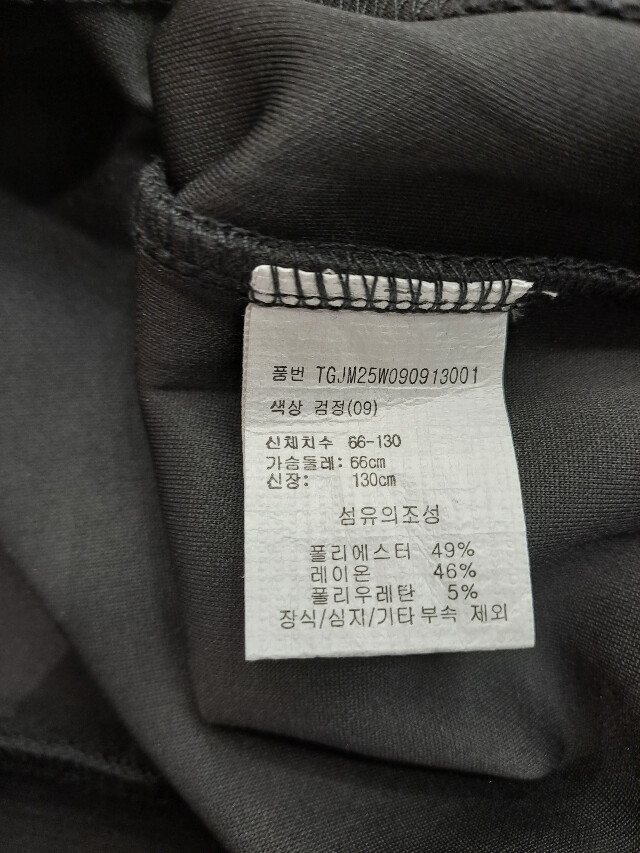 품번 TGJM25W090913001
색상 검정(09)
신체치수 66-130
가슴둘레: 66cm
신장: 130cm
섬유의조성
폴리에스터 49%
레이온 46%
폴리우레탄 5%
장식/심지/기타부속 제외